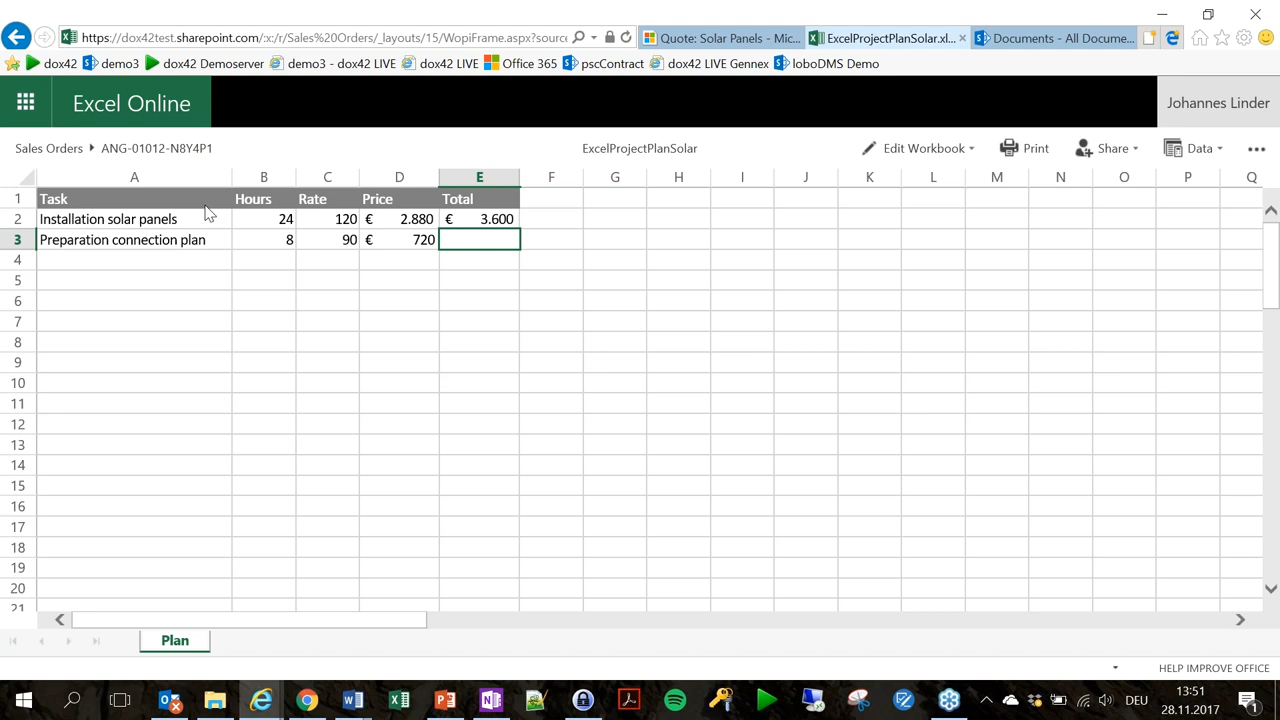 https://dox42test.sharepoint.com/:x:/r/Sales%20Orders/_layouts/15/WopiFrame.aspx?source
Quote: Solar Panels - Mic...
ExcelProjectPlanSolar.xl...
Documents - All Docume...
dox42
demo3
dox42 Demoserver
demo3 - dox42 LIVE
dox42 LIVE
Office 365
pscContract
dox42 LIVE Gennex
loboDMS Demo
Excel Online
Johannes Linder
Sales Orders ANG-01012-N8Y4P1
ExcelProjectPlanSolar
Edit Workbook
Print
Share
Data
A B C D E F G H I J K L M N O P Q
1 Task Hours Rate Price Total
2 Installation solar panels 24 120 € 2.880 € 3.600
3 Preparation connection plan 8 90 € 720
4
5
6
7
8
9
10
11
12
13
14
15
16
17
18
19
20
21
Plan
HELP IMPROVE OFFICE
DEU
13:51
28.11.2017
1